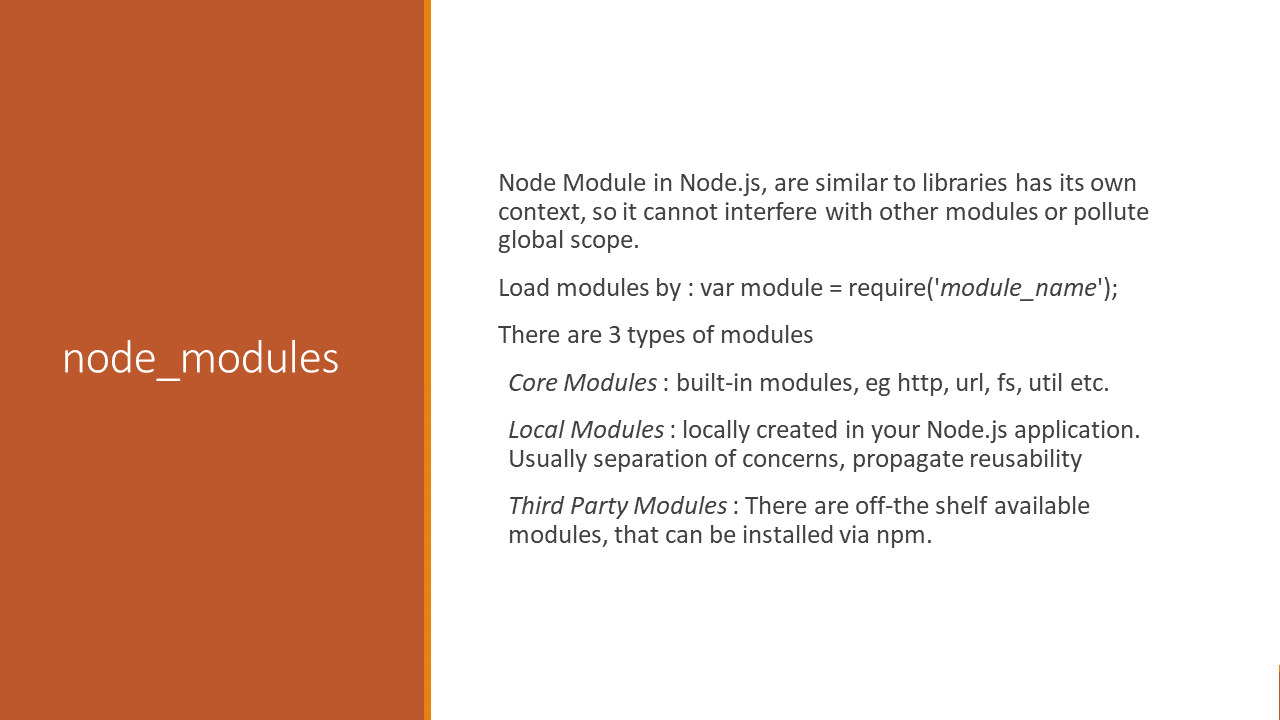 node_modules
Node Module in Node.js, are similar to libraries has its own
context, so it cannot interfere with other modules or pollute
global scope.
Load modules by : var module = require('module_name');
There are 3 types of modules
Core Modules : built-in modules, eg http, url, fs, util etc.
Local Modules : locally created in your Node.js application.
Usually separation of concerns, propagate reusability
Third Party Modules : There are off-the shelf available
modules, that can be installed via npm.